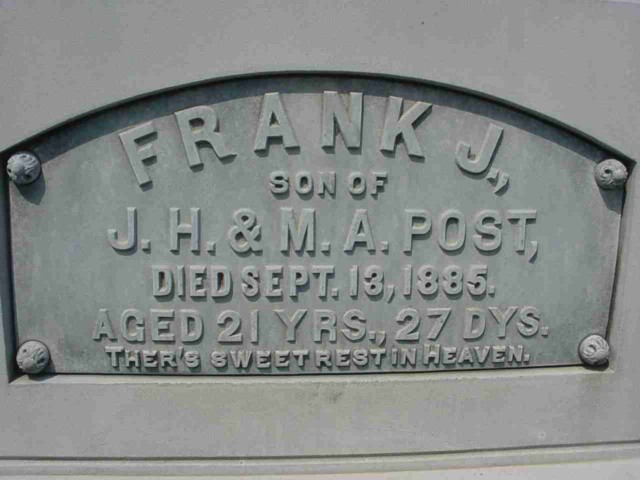 FRANK J.,
SON OF
J. H. & M. A. POST,
DIED SEPT. 13, 1885.
AGED 21 YRS., 27 DYS.
THER'S SWEET REST IN HEAVEN.